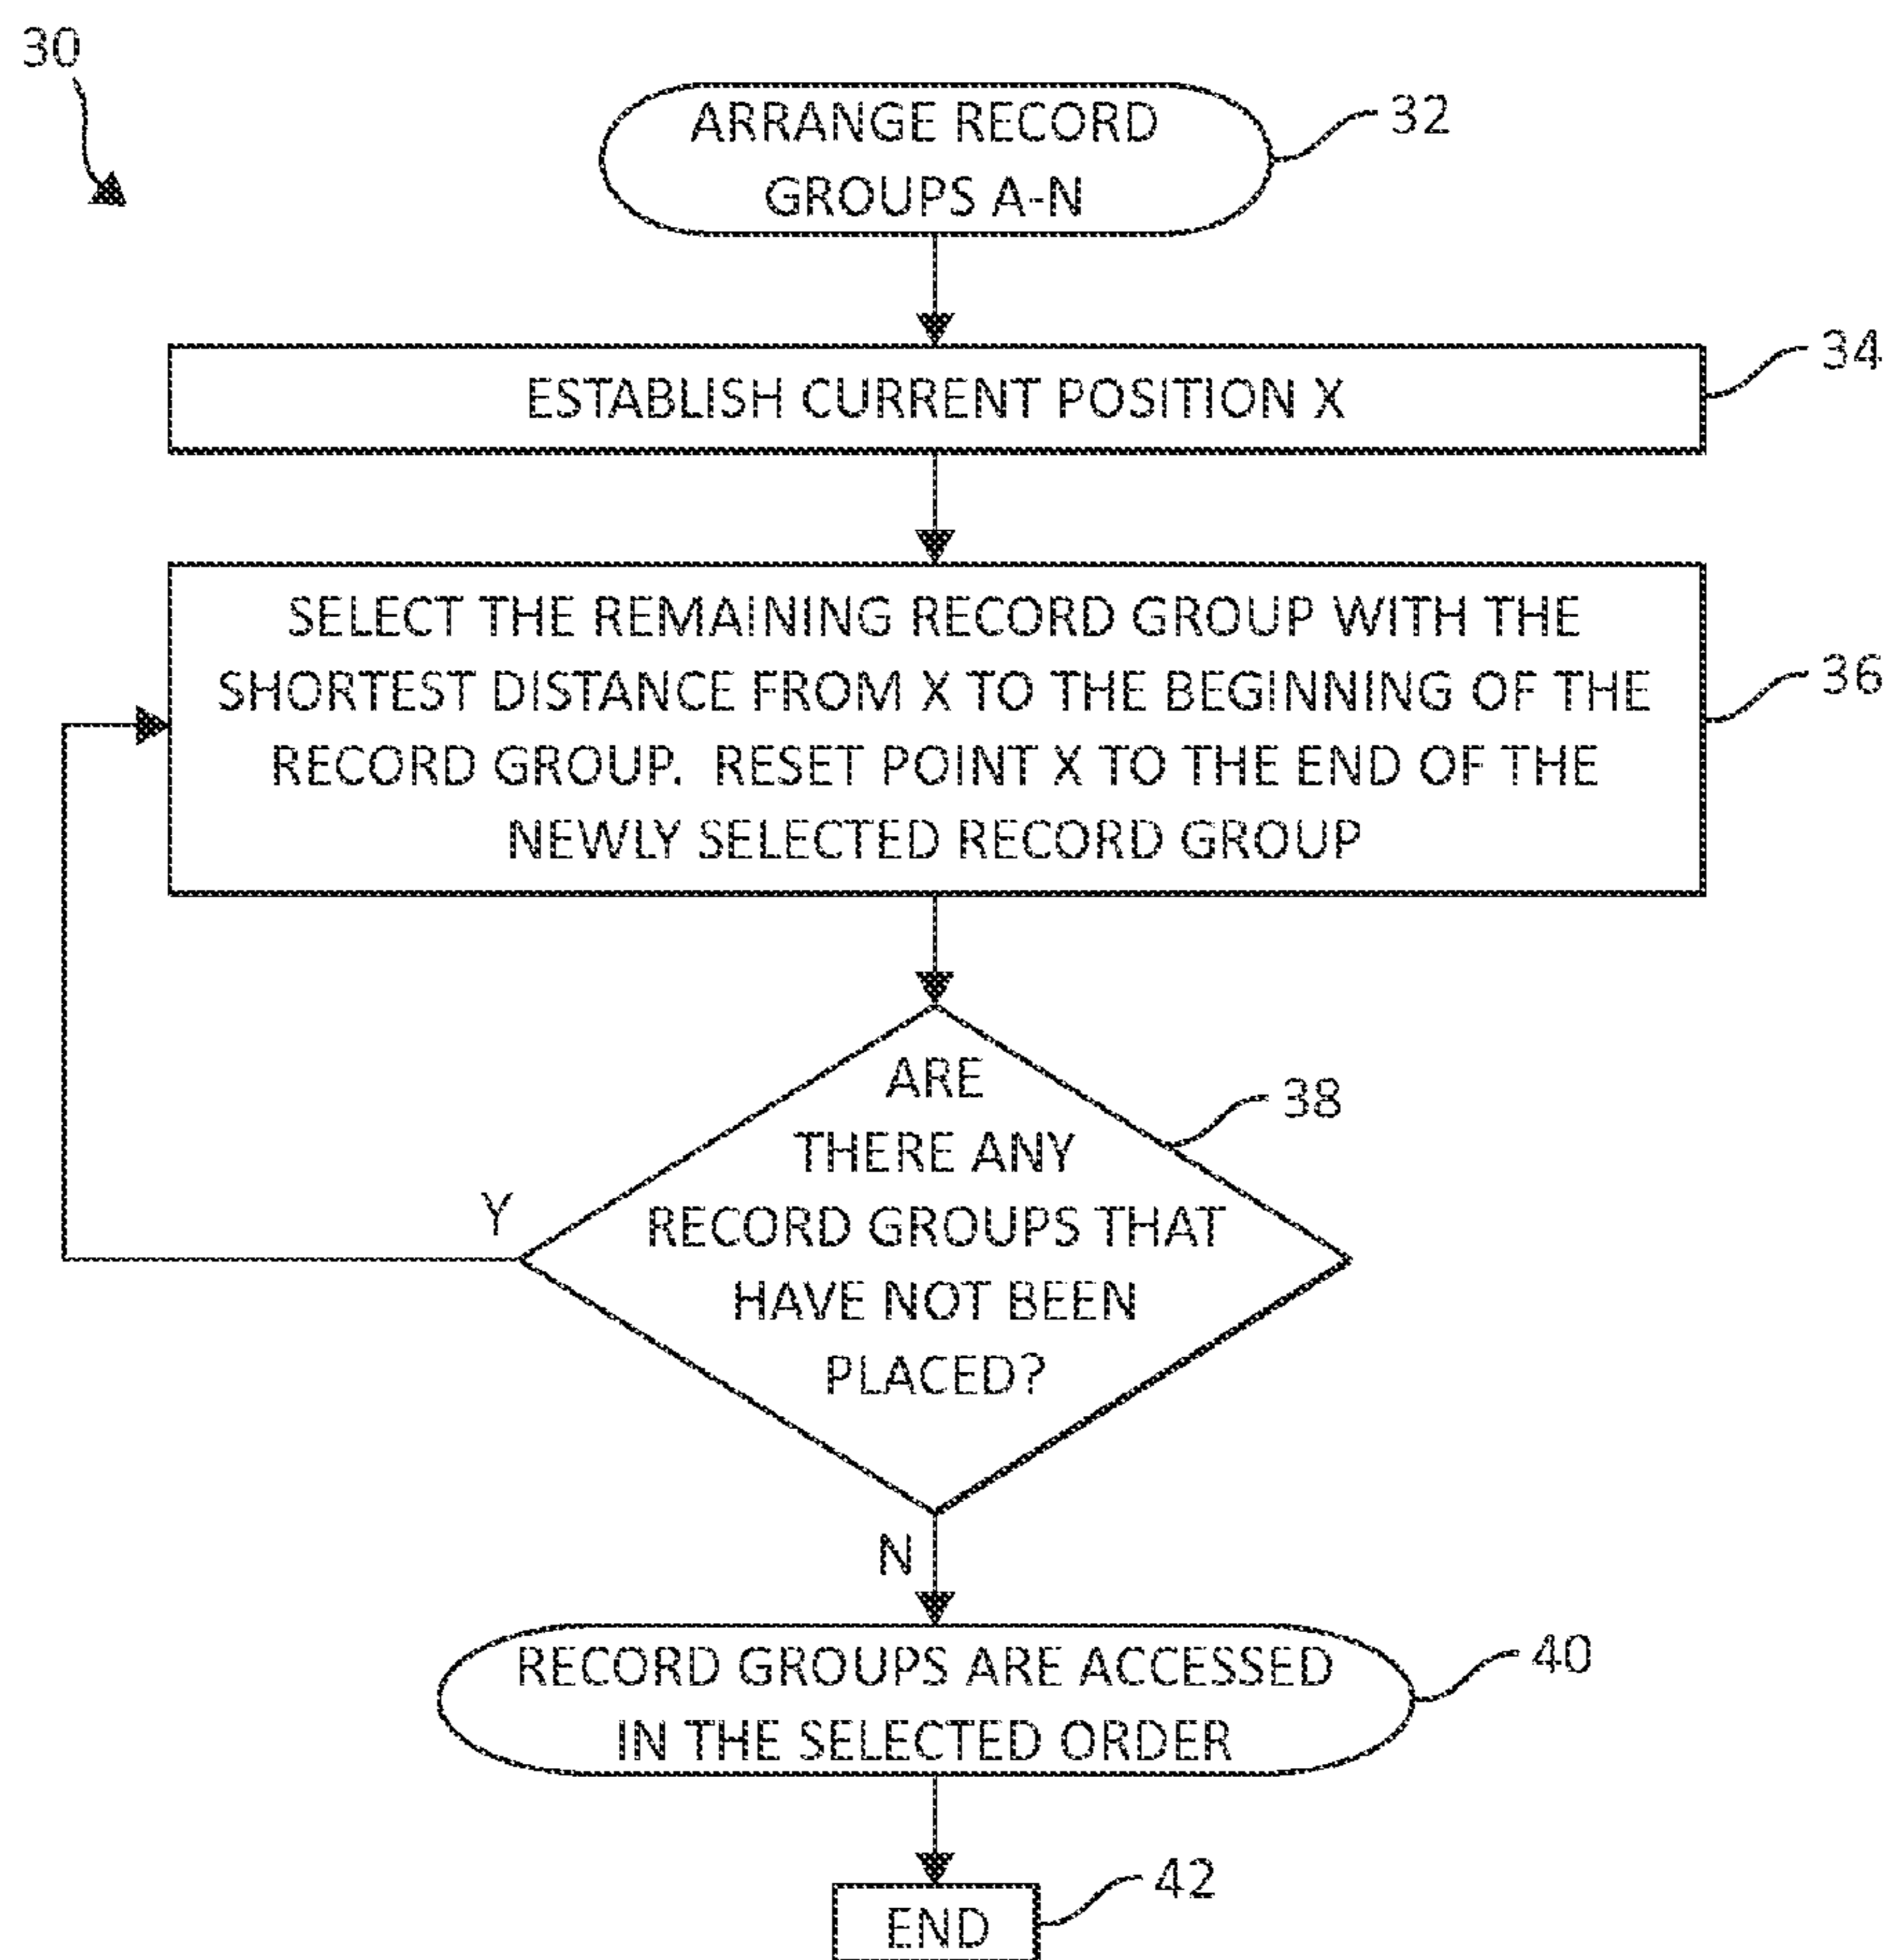 30
ARRANGE RECORD
GROUPS A-N
32
ESTABLISH CURRENT POSITION X
34
SELECT THE REMAINING RECORD GROUP WITH THE
SHORTEST DISTANCE FROM X TO THE BEGINNING OF THE
RECORD GROUP. RESET POINT X TO THE END OF THE
NEWLY SELECTED RECORD GROUP
36
ARE
THERE ANY
RECORD GROUPS THAT
HAVE NOT BEEN
PLACED?
38
Y
N
RECORD GROUPS ARE ACCESSED
IN THE SELECTED ORDER
40
END
42